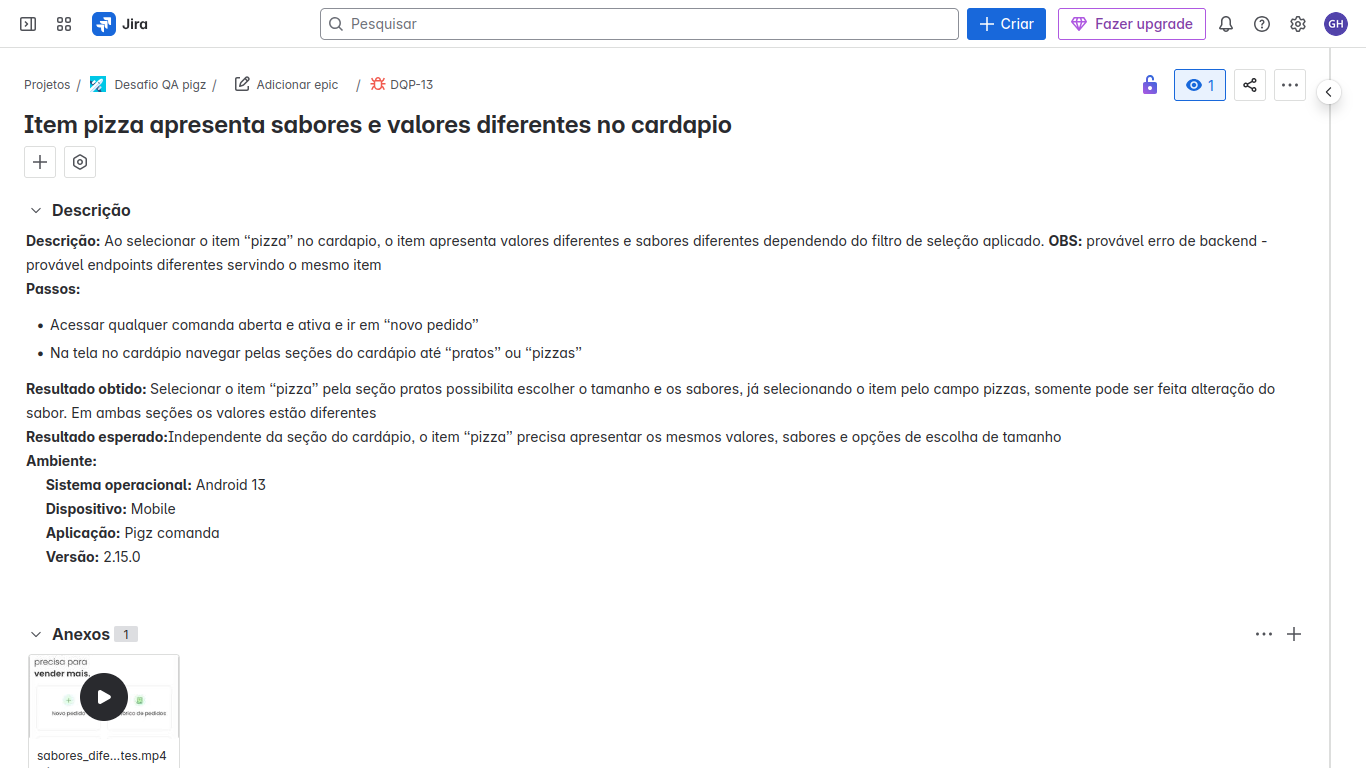 Jira
Pesquisar
Criar
Fazer upgrade
GH
Projetos / Desafio QA pigz / Adicionar epic / DQP-13
1
Item pizza apresenta sabores e valores diferentes no cardapio
Descrição
Descrição: Ao selecionar o item “pizza” no cardapio, o item apresenta valores diferentes e sabores diferentes dependendo do filtro de seleção aplicado. OBS: provável erro de backend -
provável endpoints diferentes servindo o mesmo item
Passos:
• Acessar qualquer comanda aberta e ativa e ir em “novo pedido”
• Na tela no cardápio navegar pelas seções do cardápio até “pratos” ou “pizzas”
Resultado obtido: Selecionar o item “pizza” pela seção pratos possibilita escolher o tamanho e os sabores, já selecionando o item pelo campo pizzas, somente pode ser feita alteração do
sabor. Em ambas seções os valores estão diferentes
Resultado esperado:Independente da seção do cardápio, o item “pizza” precisa apresentar os mesmos valores, sabores e opções de escolha de tamanho
Ambiente:
Sistema operacional: Android 13
Dispositivo: Mobile
Aplicação: Pigz comanda
Versão: 2.15.0
Anexos 1
precisa para
vender mais.
Novo pedido
de pedidos
sabores_dife...tes.mp4